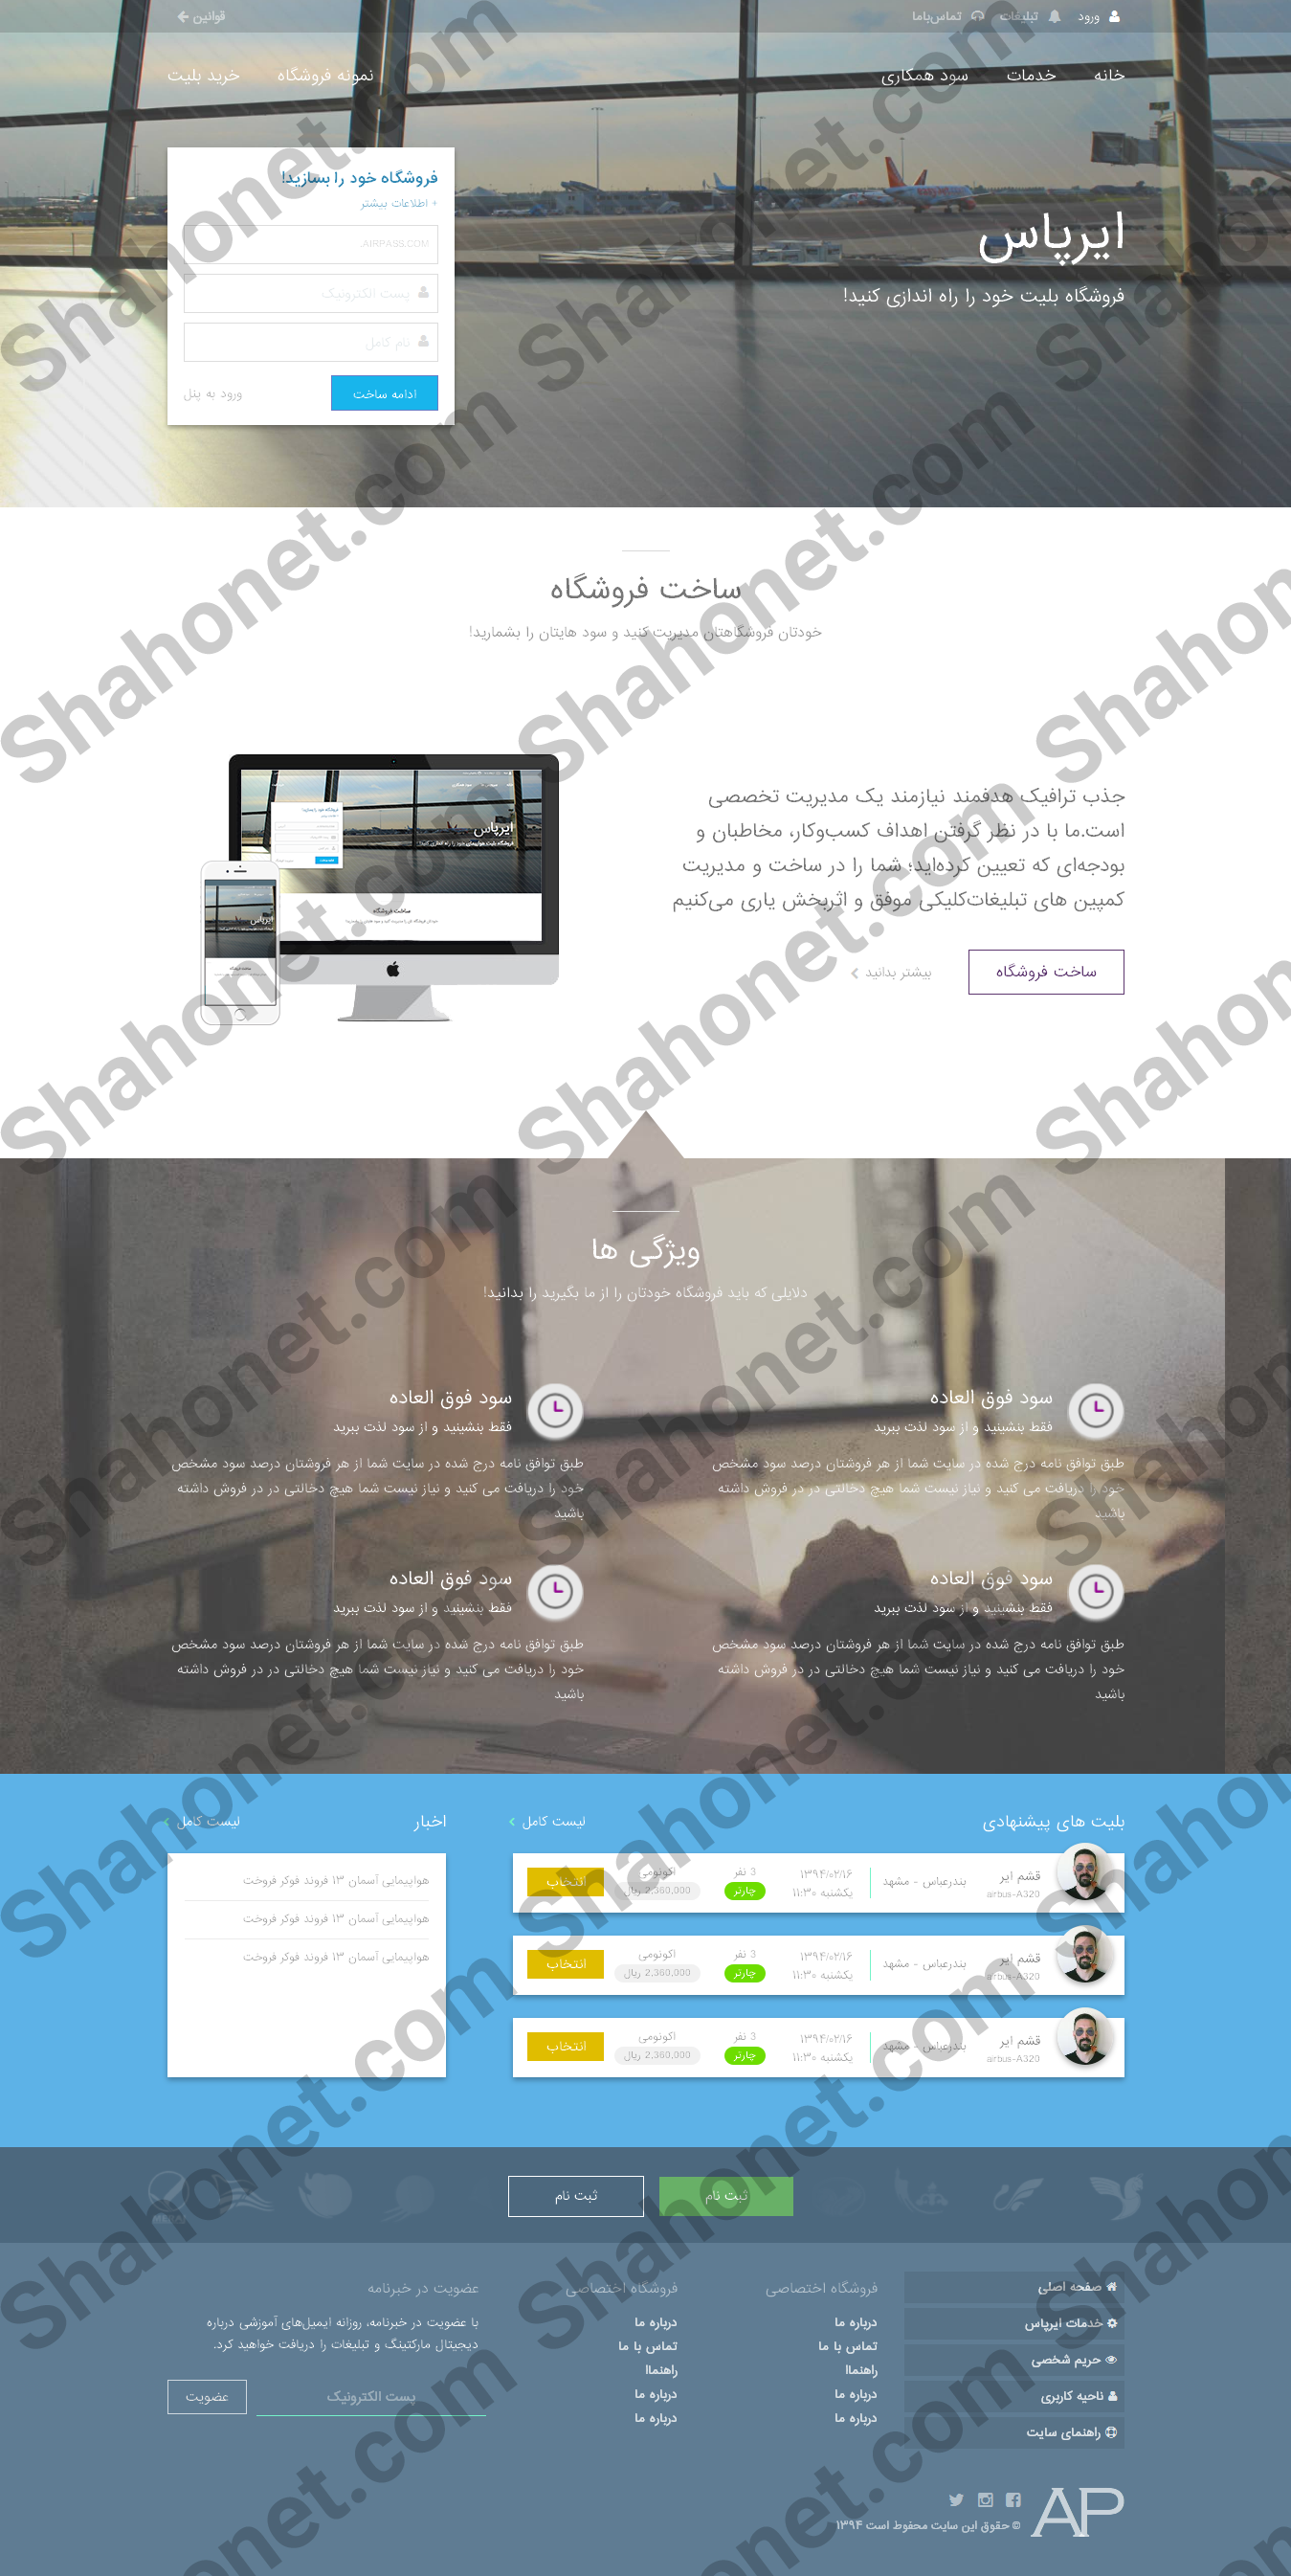 ورود
تبلیغات
تماس‌باما
قوانین
خانه
خدمات
سود همکاری
نمونه فروشگاه
خرید بلیت
ایرپاس
فروشگاه بلیت خود را راه اندازی کنید!
فروشگاه خود را بسازید!
+ اطلاعات بیشتر
.AIRPASS.COM
پست الکترونیک
نام کامل
ادامه ساخت
ورود به پنل
ساخت فروشگاه
خودتان فروشگاهتان مدیریت کنید و سود هایتان را بشمارید!
جذب ترافیک هدفمند نیازمند یک مدیریت تخصصی
است.ما با در نظر گرفتن اهداف کسب‌وکار، مخاطبان و
بودجه‌ای که تعیین کرده‌اید؛ شما را در ساخت و مدیریت
کمپین های تبلیغات‌کلیکی موفق و اثربخش یاری می‌کنیم
ساخت فروشگاه
بیشتر بدانید
ویژگی ها
دلایلی که باید فروشگاه خودتان را از ما بگیرید را بدانید!
سود فوق العاده
فقط بنشینید و از سود لذت ببرید
طبق توافق نامه درج شده در سایت شما از هر فروشتان درصد سود مشخص
خود را دریافت می کنید و نیاز نیست شما هیچ دخالتی در در فروش داشته
باشید
سود فوق العاده
فقط بنشینید و از سود لذت ببرید
طبق توافق نامه درج شده در سایت شما از هر فروشتان درصد سود مشخص
خود را دریافت می کنید و نیاز نیست شما هیچ دخالتی در در فروش داشته
باشید
سود فوق العاده
فقط بنشینید و از سود لذت ببرید
طبق توافق نامه درج شده در سایت شما از هر فروشتان درصد سود مشخص
خود را دریافت می کنید و نیاز نیست شما هیچ دخالتی در در فروش داشته
باشید
سود فوق العاده
فقط بنشینید و از سود لذت ببرید
طبق توافق نامه درج شده در سایت شما از هر فروشتان درصد سود مشخص
خود را دریافت می کنید و نیاز نیست شما هیچ دخالتی در در فروش داشته
باشید
بلیت های پیشنهادی
لیست کامل
قشم ایر
airbus-A320
بندرعباس - مشهد
۱۳۹۴/۰۲/۱۶
یکشنبه ۱۱:۳۰
3 نفر
چارتر
اکونومی
2,360,000 ریال
انتخاب
قشم ایر
airbus-A320
بندرعباس - مشهد
۱۳۹۴/۰۲/۱۶
یکشنبه ۱۱:۳۰
3 نفر
چارتر
اکونومی
2,360,000 ریال
انتخاب
قشم ایر
airbus-A320
بندرعباس - مشهد
۱۳۹۴/۰۲/۱۶
یکشنبه ۱۱:۳۰
3 نفر
چارتر
اکونومی
2,360,000 ریال
انتخاب
اخبار
لیست کامل
هواپیمایی آسمان ۱۳ فروند فوکر فروخت
هواپیمایی آسمان ۱۳ فروند فوکر فروخت
هواپیمایی آسمان ۱۳ فروند فوکر فروخت
ثبت نام
ثبت نام
صفحه اصلی
خدمات ایرپاس
حریم شخصی
ناحیه کاربری
راهنمای سایت
فروشگاه اختصاصی
درباره ما
تماس با ما
راهنماا
درباره ما
درباره ما
فروشگاه اختصاصی
درباره ما
تماس با ما
راهنماا
درباره ما
درباره ما
عضویت در خبرنامه
با عضویت در خبرنامه، روزانه ایمیل‌های آموزشی درباره
دیجیتال مارکتینگ و تبلیغات را دریافت خواهید کرد.
پست الکترونیک
عضویت
AP
© حقوق این سایت محفوظ است ۱۳۹۴
Shahonet.com